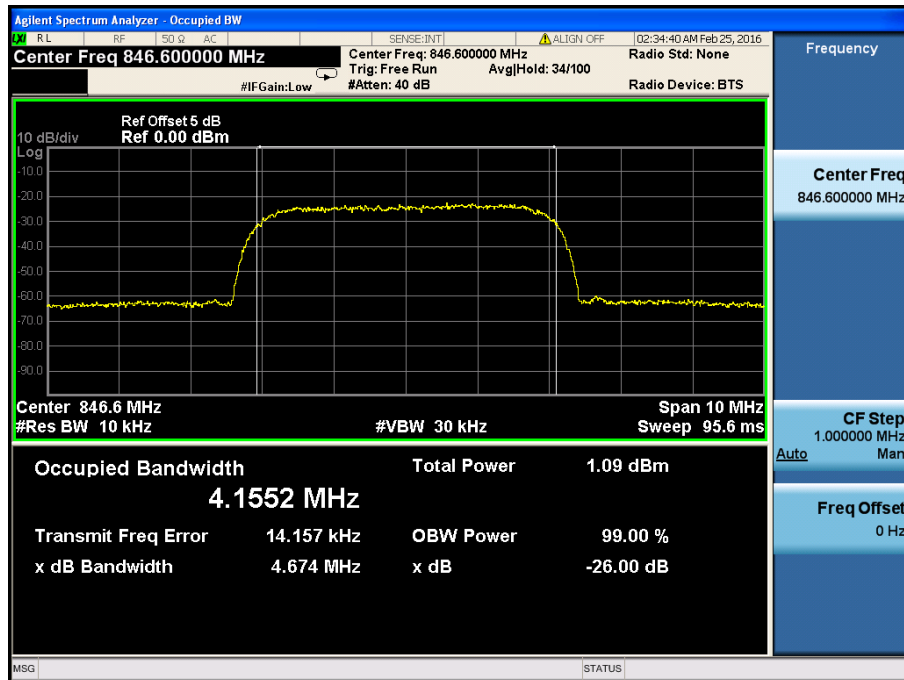 Agilent Spectrum Analyzer - Occupied BW
LXI RL RF 50 Ω AC SENSE:INT ALIGN OFF 02:34:40 AM Feb 25, 2016
Center Freq 846.600000 MHz
Center Freq: 846.600000 MHz Radio Std: None
Trig: Free Run Avg|Hold: 34/100
#IFGain:Low #Atten: 40 dB Radio Device: BTS
Frequency
Ref Offset 5 dB
10 dB/div Ref 0.00 dBm
Log
-10.0
-20.0
-30.0
-40.0
-50.0
-60.0
-70.0
-80.0
-90.0
Center 846.6 MHz Span 10 MHz
#Res BW 10 kHz #VBW 30 kHz Sweep 95.6 ms
Occupied Bandwidth Total Power 1.09 dBm
4.1552 MHz
Transmit Freq Error 14.157 kHz OBW Power 99.00 %
x dB Bandwidth 4.674 MHz x dB -26.00 dB
Center Freq
846.600000 MHz
CF Step
1.000000 MHz
Auto Man
Freq Offset
0 Hz
MSG STATUS